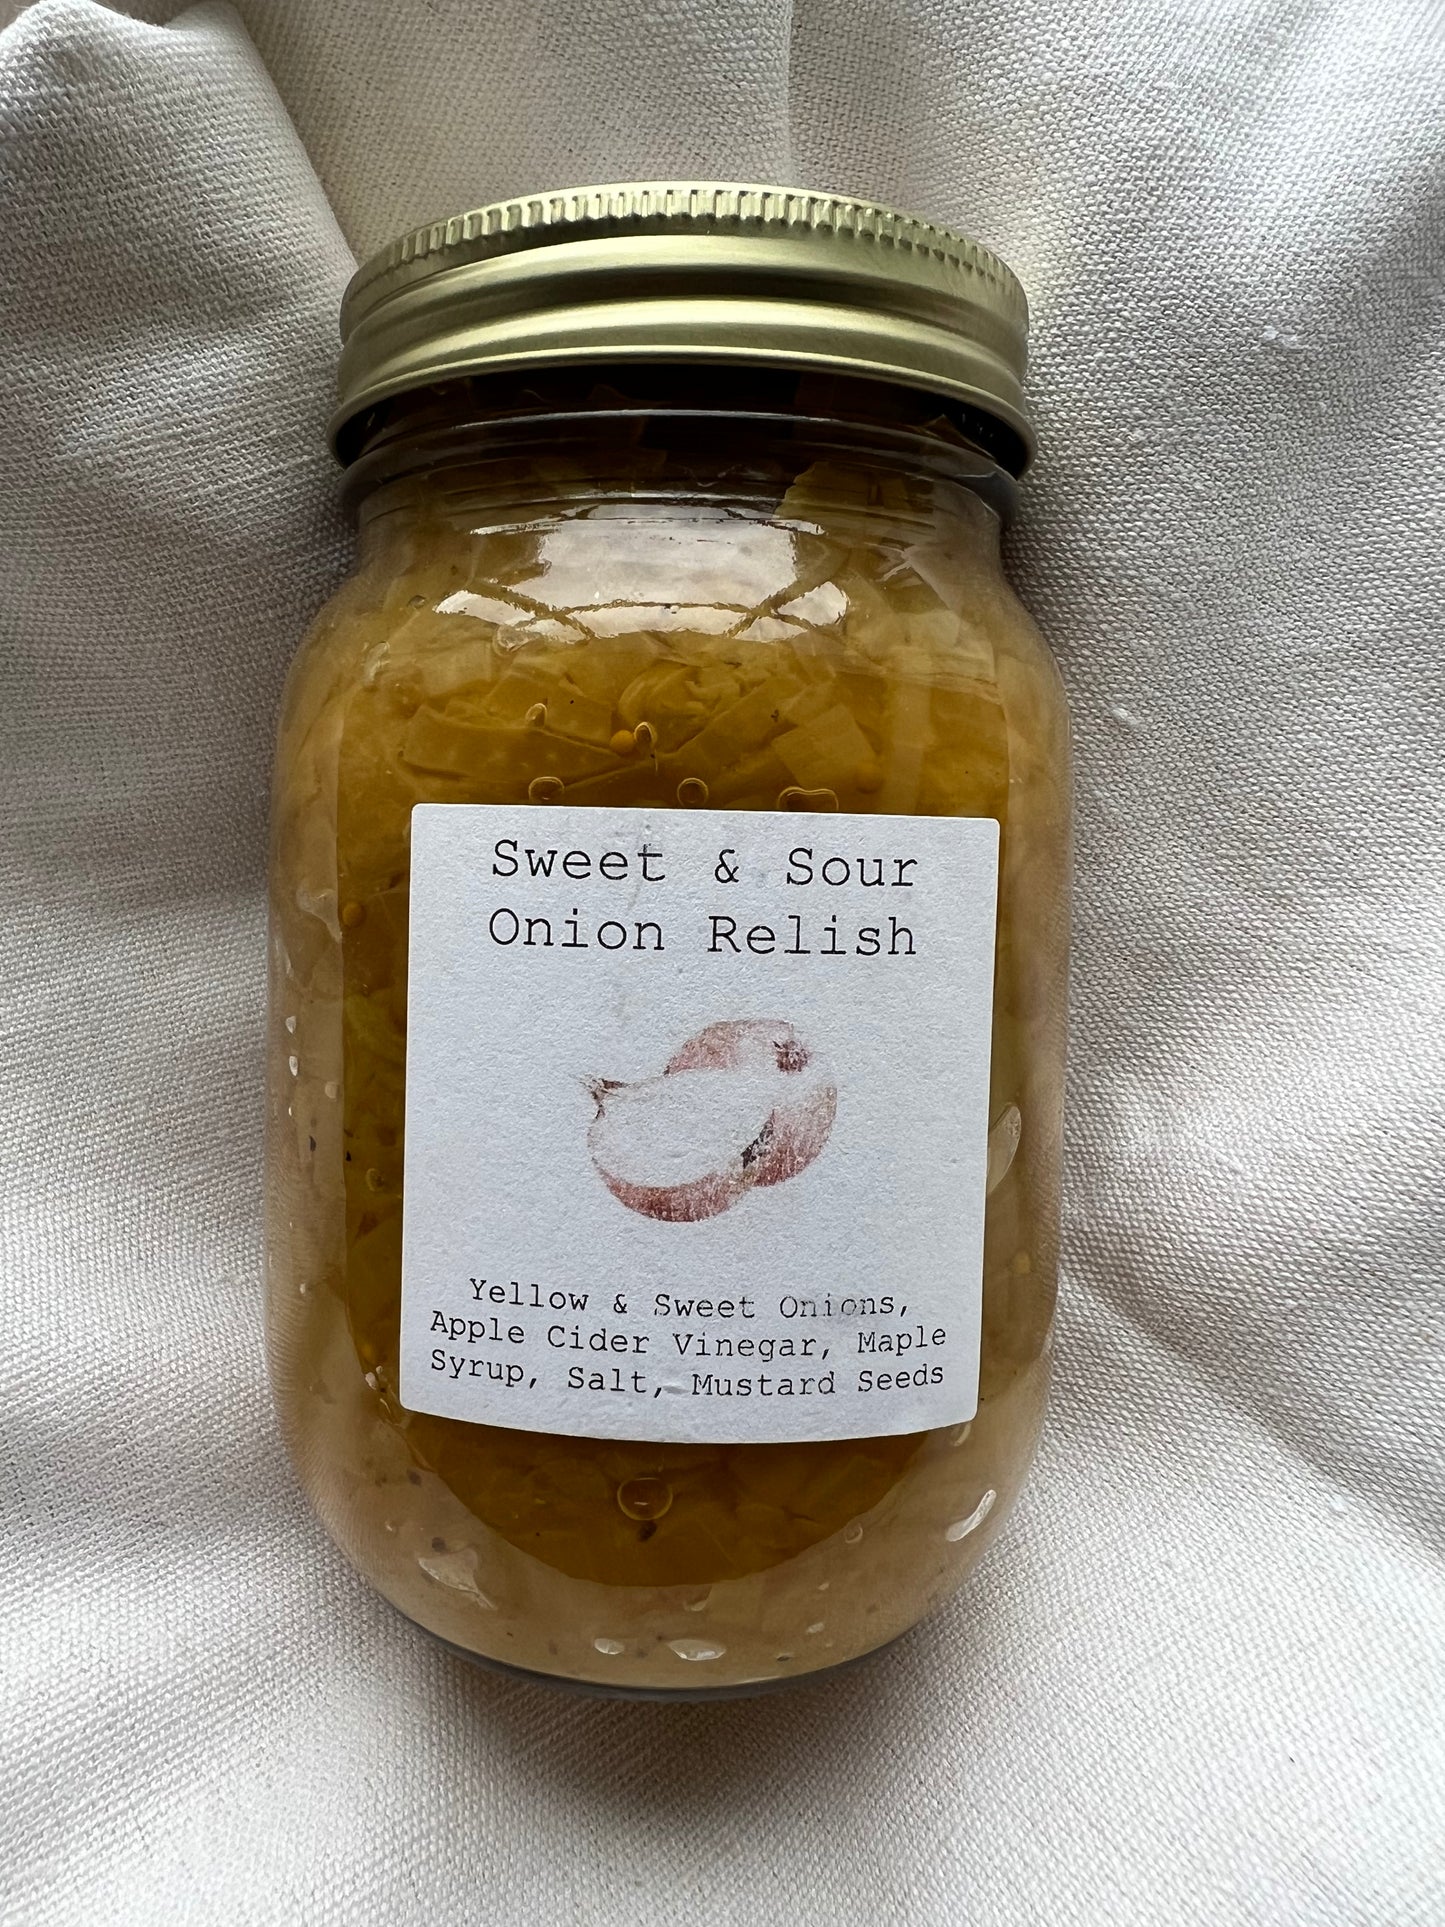 Sweet & Sour
Onion Relish
Yellow & Sweet Onions,
Apple Cider Vinegar, Maple
Syrup, Salt, Mustard Seeds